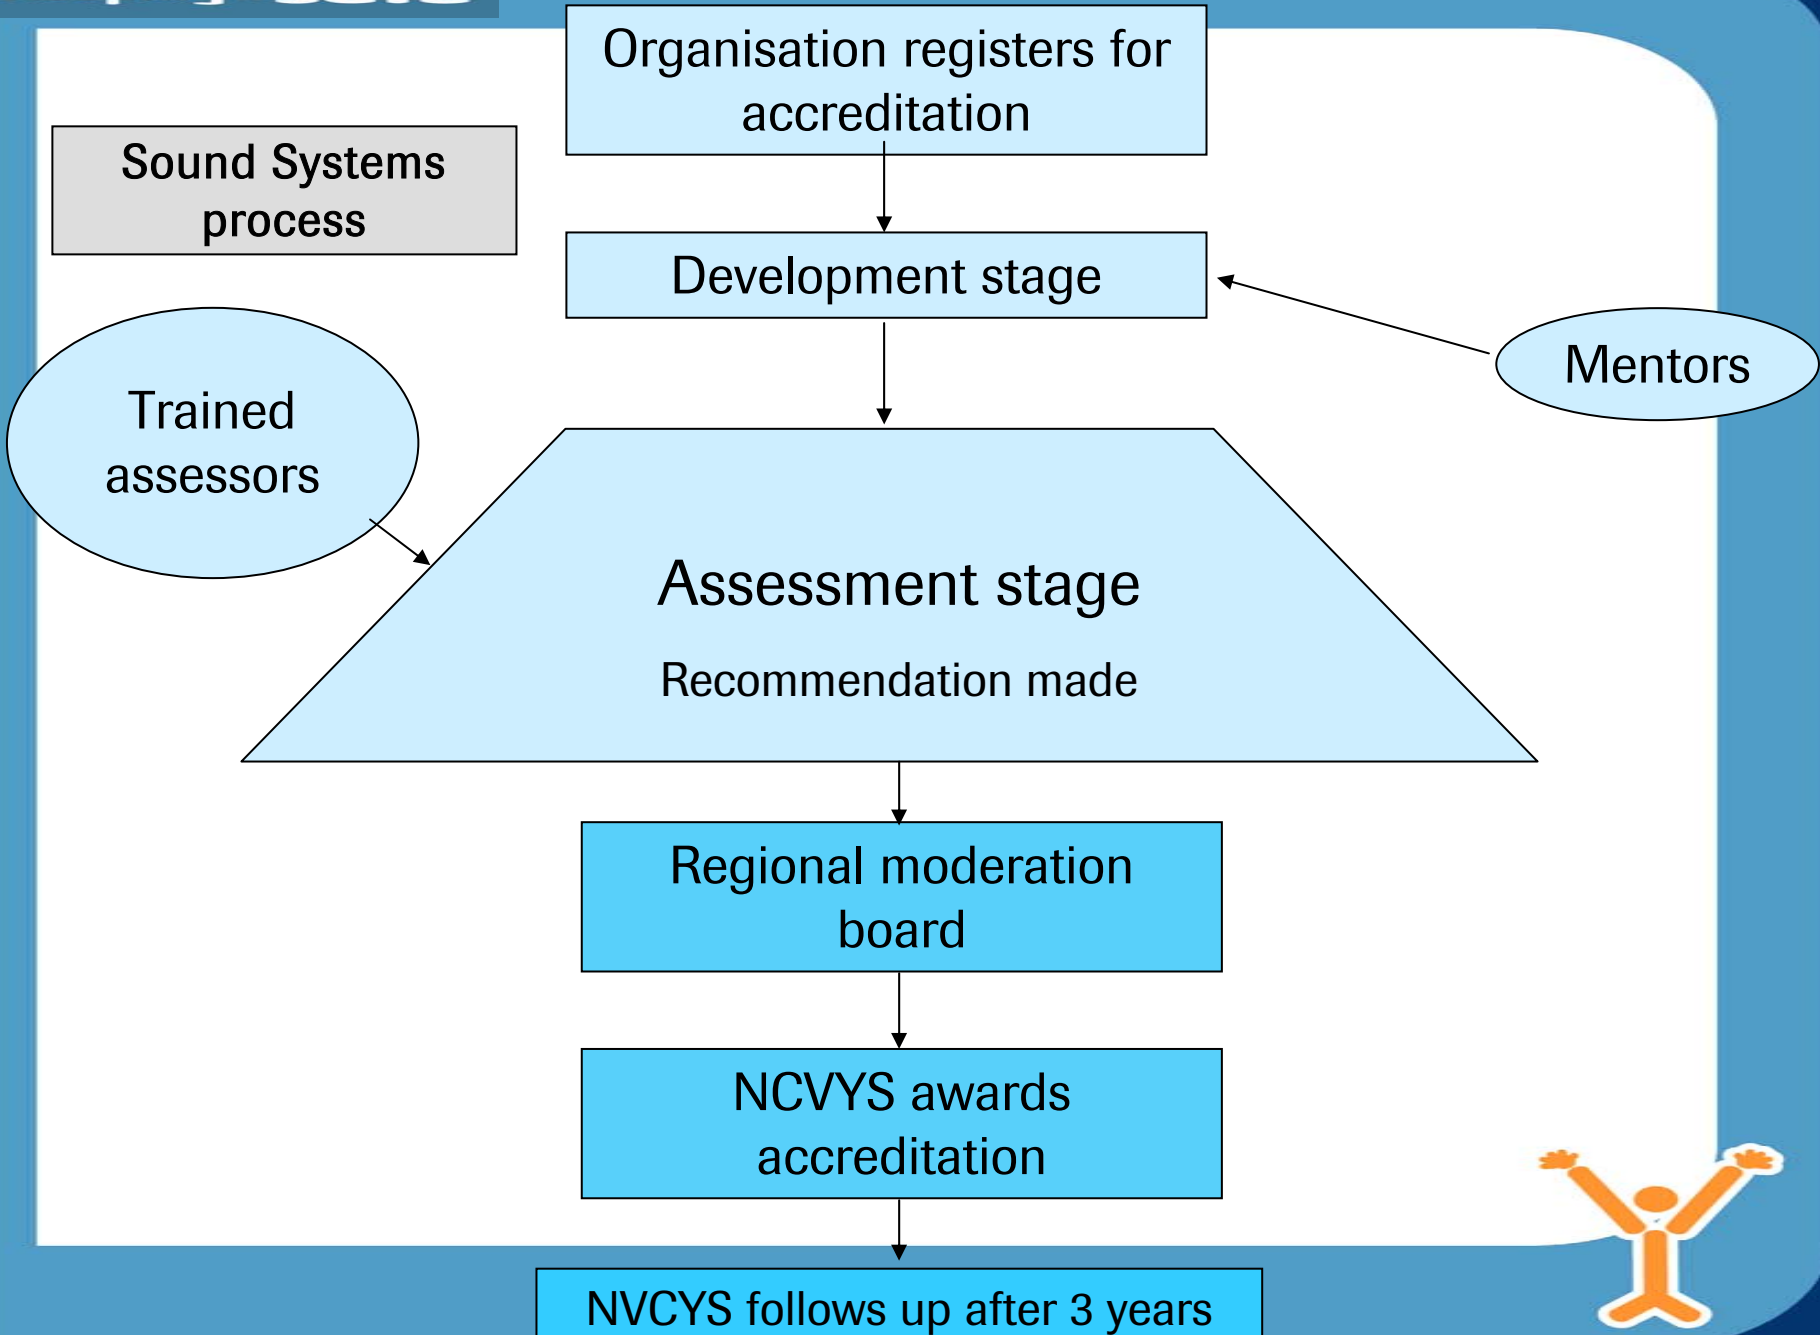 Organisation registers for
accreditation
Sound Systems
process
Development stage
Mentors
Trained
assessors
Assessment stage
Recommendation made
Regional moderation
board
NCVYS awards
accreditation
NVCYS follows up after 3 years